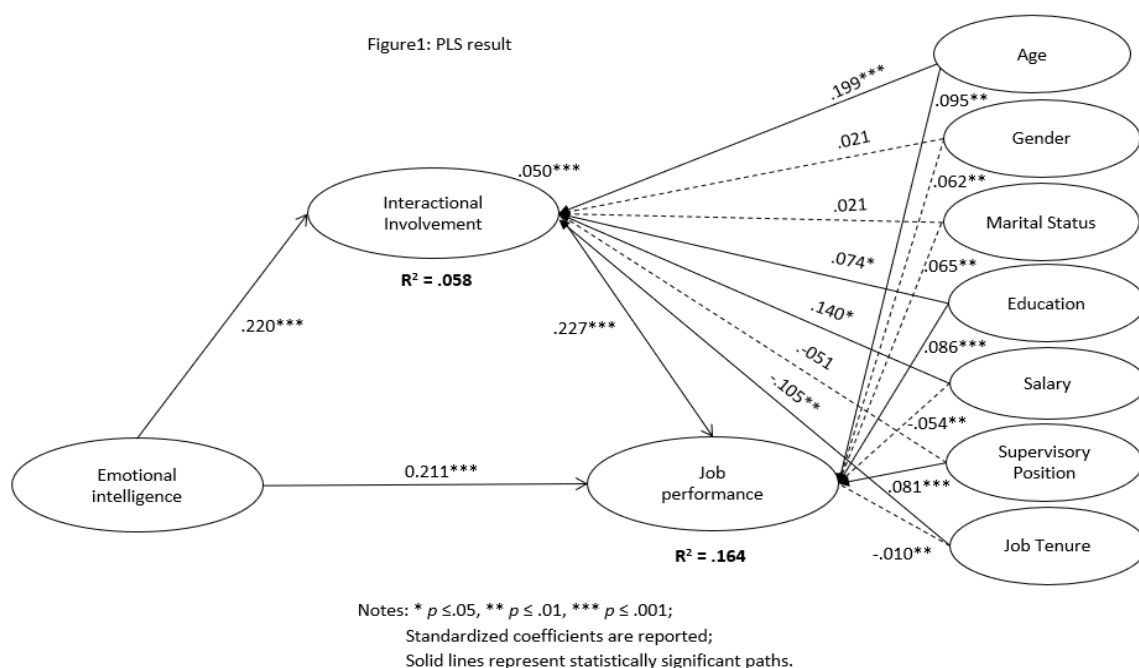 Figure1: PLS result
Age
.199***
.095**
Gender
.021
.050***
Interactional
Involvement
.062**
.021
Marital Status
R² = .058
.074*
.065**
Education
.220***
.227***
.140*
.086***
Salary
.-051
-.105**
-.054**
Supervisory
Position
Emotional
intelligence
0.211***
Job
performance
.081***
R² = .164
-.010**
Job Tenure
Notes: * p ≤.05, ** p ≤ .01, *** p ≤ .001;
Standardized coefficients are reported;
Solid lines represent statistically significant paths.